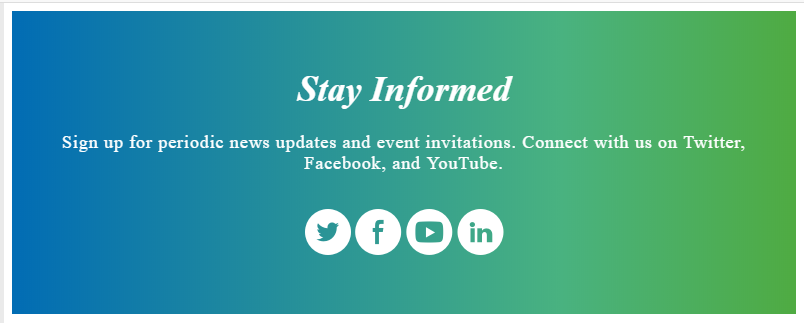 Stay Informed
Sign up for periodic news updates and event invitations. Connect with us on Twitter,
Facebook, and YouTube.